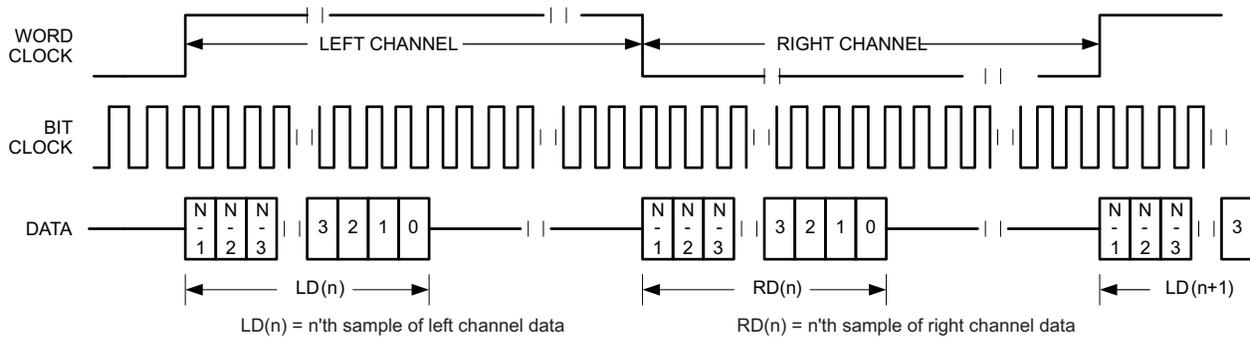 WORD
CLOCK
LEFT CHANNEL
RIGHT CHANNEL
BIT
CLOCK
DATA
N
-
1
N
-
2
N
-
3
3
2
1
0
N
-
1
N
-
2
N
-
3
3
2
1
0
N
-
1
N
-
2
N
-
3
3
LD(n)
RD(n)
LD(n+1)
LD(n) = n'th sample of left channel data
RD(n) = n'th sample of right channel data